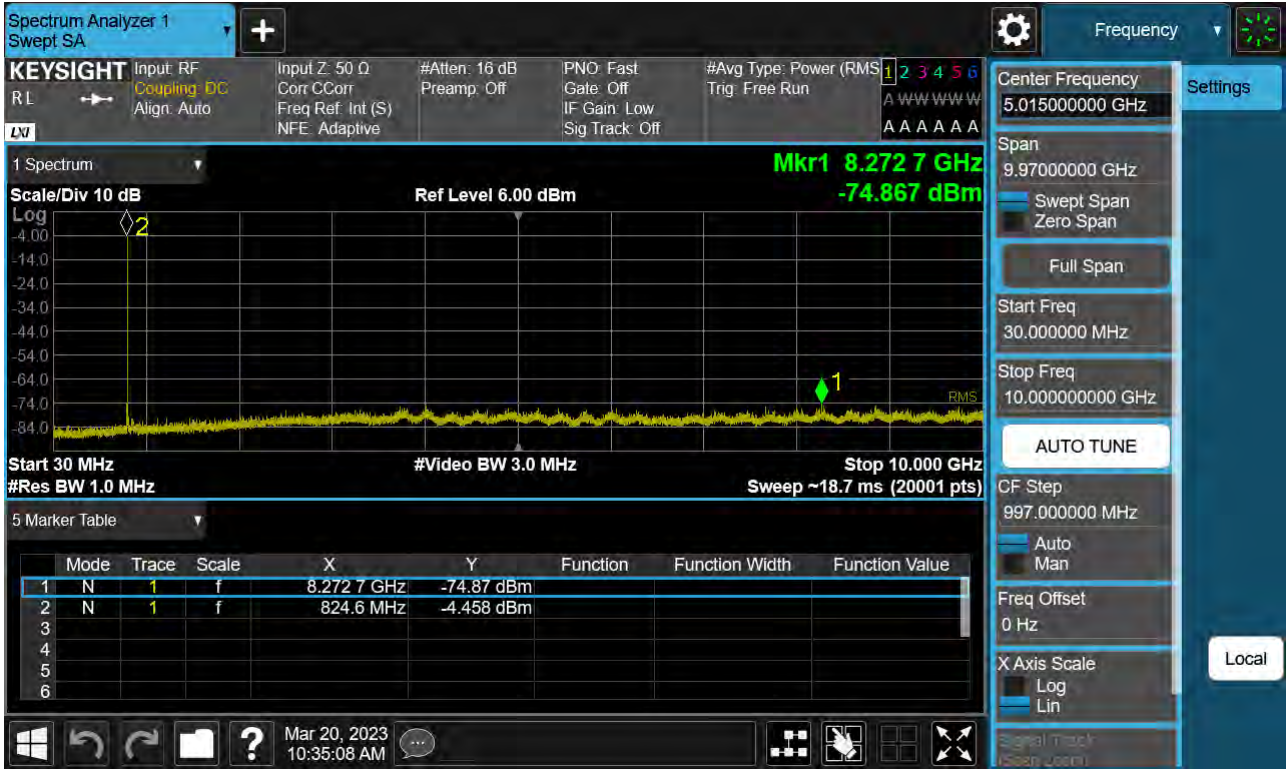 Spectrum Analyzer 1
Swept SA
+
Frequency
KEYSIGHT
RL
LXI
Input: RF
Coupling: DC
Align: Auto
Input Z: 50 Ω
Corr CCorr
Freq Ref: Int (S)
NFE: Adaptive
#Atten: 16 dB
Preamp: Off
PNO: Fast
Gate: Off
IF Gain: Low
Sig Track: Off
#Avg Type: Power (RMS
Trig: Free Run
1 2 3 4 5 6
A W W W W W
A A A A A A
Center Frequency
5.015000000 GHz
Settings
Span
9.97000000 GHz
Swept Span
Zero Span
Full Span
Start Freq
30.000000 MHz
Stop Freq
10.000000000 GHz
AUTO TUNE
CF Step
997.000000 MHz
Auto
Man
Freq Offset
0 Hz
X Axis Scale
Log
Lin
Signal Track
(Span Zoom)
Local
1 Spectrum
Mkr1 8.272 7 GHz
-74.867 dBm
Scale/Div 10 dB
Ref Level 6.00 dBm
Log
-4.00
-14.0
-24.0
-34.0
-44.0
-54.0
-64.0
-74.0
-84.0
2
1
RMS
Start 30 MHz
#Video BW 3.0 MHz
Stop 10.000 GHz
#Res BW 1.0 MHz
Sweep ~18.7 ms (20001 pts)
5 Marker Table
Mode Trace Scale X Y Function Function Width Function Value
1 N 1 f 8.272 7 GHz -74.87 dBm
2 N 1 f 824.6 MHz -4.458 dBm
3
4
5
6
?
Mar 20, 2023
10:35:08 AM